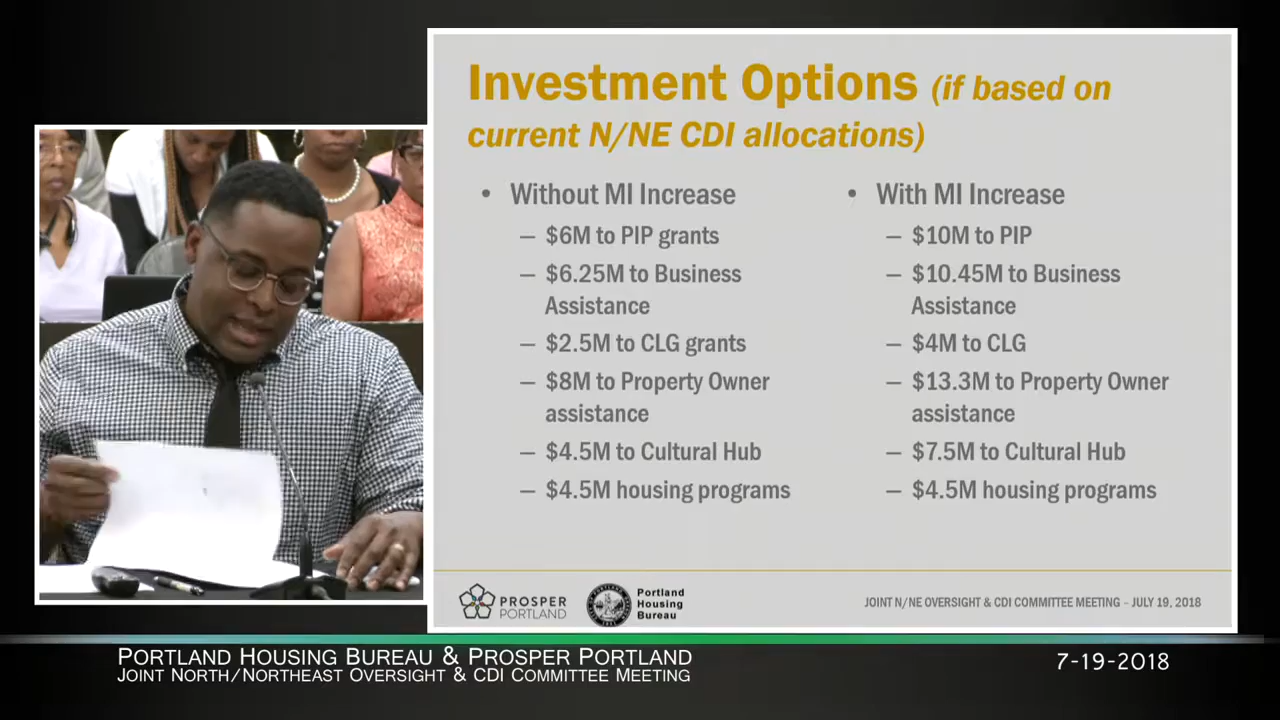 Investment Options (if based on
current N/NE CDI allocations)
• Without MI Increase
– $6M to PIP grants
– $6.25M to Business
Assistance
– $2.5M to CLG grants
– $8M to Property Owner
assistance
– $4.5M to Cultural Hub
– $4.5M housing programs
• With MI Increase
– $10M to PIP
– $10.45M to Business
Assistance
– $4M to CLG
– $13.3M to Property Owner
assistance
– $7.5M to Cultural Hub
– $4.5M housing programs
PROSPER
PORTLAND
Portland
Housing
Bureau
JOINT N/NE OVERSIGHT & CDI COMMITTEE MEETING – JULY 19, 2018
PORTLAND HOUSING BUREAU & PROSPER PORTLAND
JOINT NORTH/NORTHEAST OVERSIGHT & CDI COMMITTEE MEETING
7-19-2018